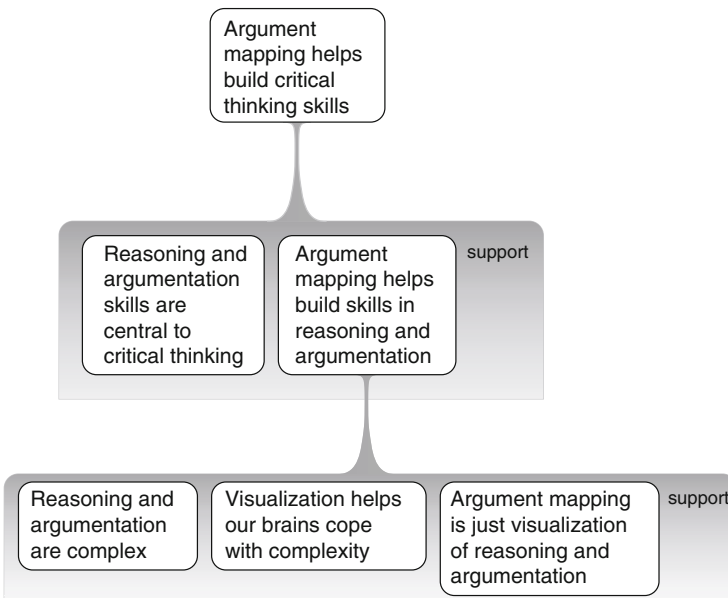 Argument
mapping helps
build critical
thinking skills
Reasoning and
argumentation
skills are
central to
critical thinking
Argument
mapping helps
build skills in
reasoning and
argumentation
support
Reasoning and
argumentation
are complex
Visualization helps
our brains cope
with complexity
Argument mapping
is just visualization
of reasoning and
argumentation
support